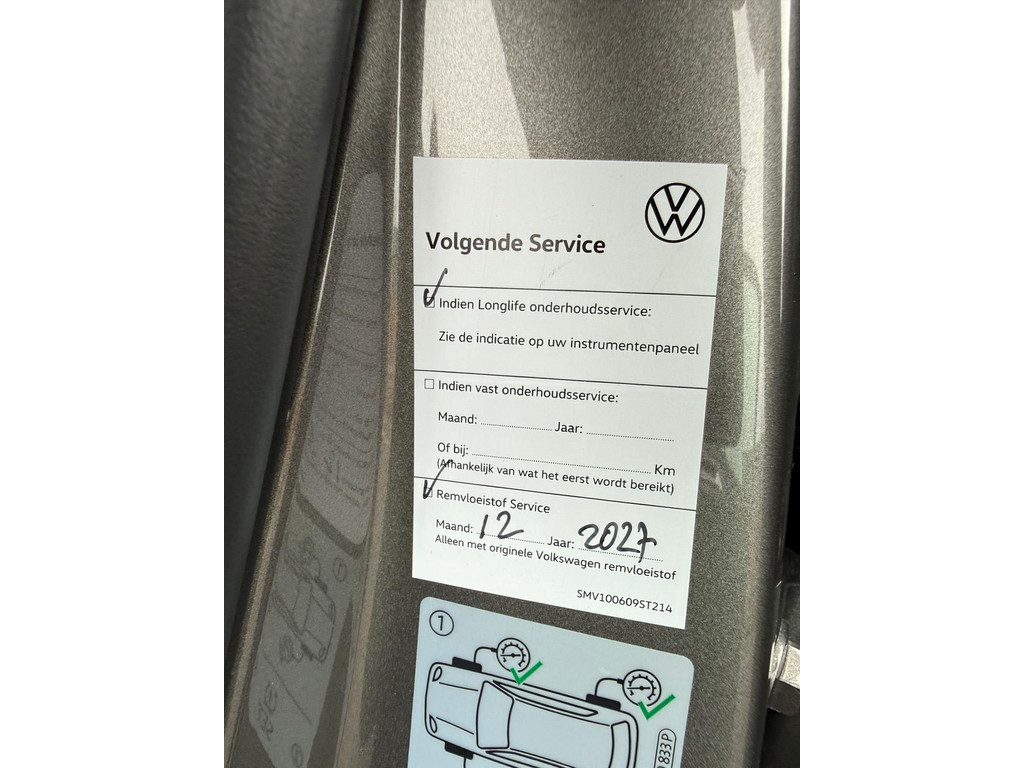 Volgende Service
Indien Longlife onderhoudsservice:
Zie de indicatie op uw instrumentenpaneel
Indien vast onderhoudsservice:
Maand: Jaar:
Of bij: Km
(Afhankelijk van wat het eerst wordt bereikt)
Remvloeistof Service
Maand: 12 Jaar: 2027
Alleen met originele Volkswagen remvloeistof
SMV100609ST214
1
833P